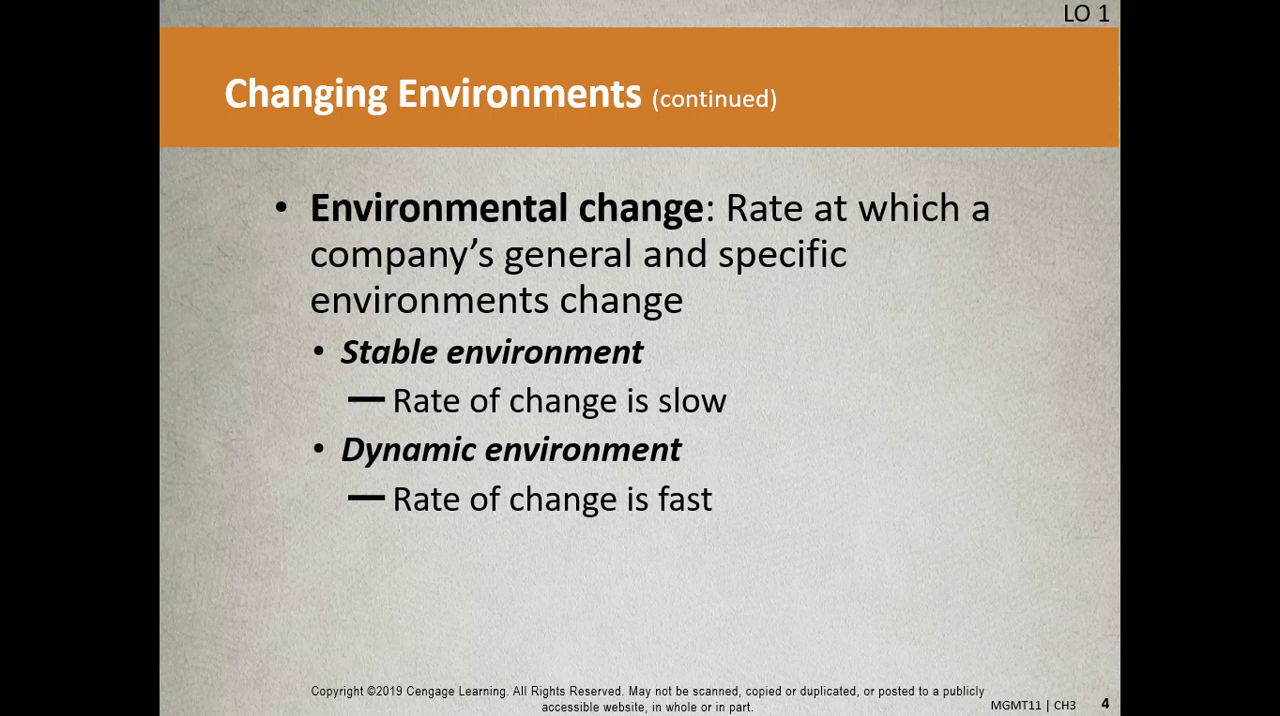 LO 1
Changing Environments (continued)
• Environmental change: Rate at which a
company’s general and specific
environments change
• Stable environment
— Rate of change is slow
• Dynamic environment
— Rate of change is fast
Copyright ©2019 Cengage Learning. All Rights Reserved. May not be scanned, copied or duplicated, or posted to a publicly
accessible website, in whole or in part.
MGMT11 | CH3 4